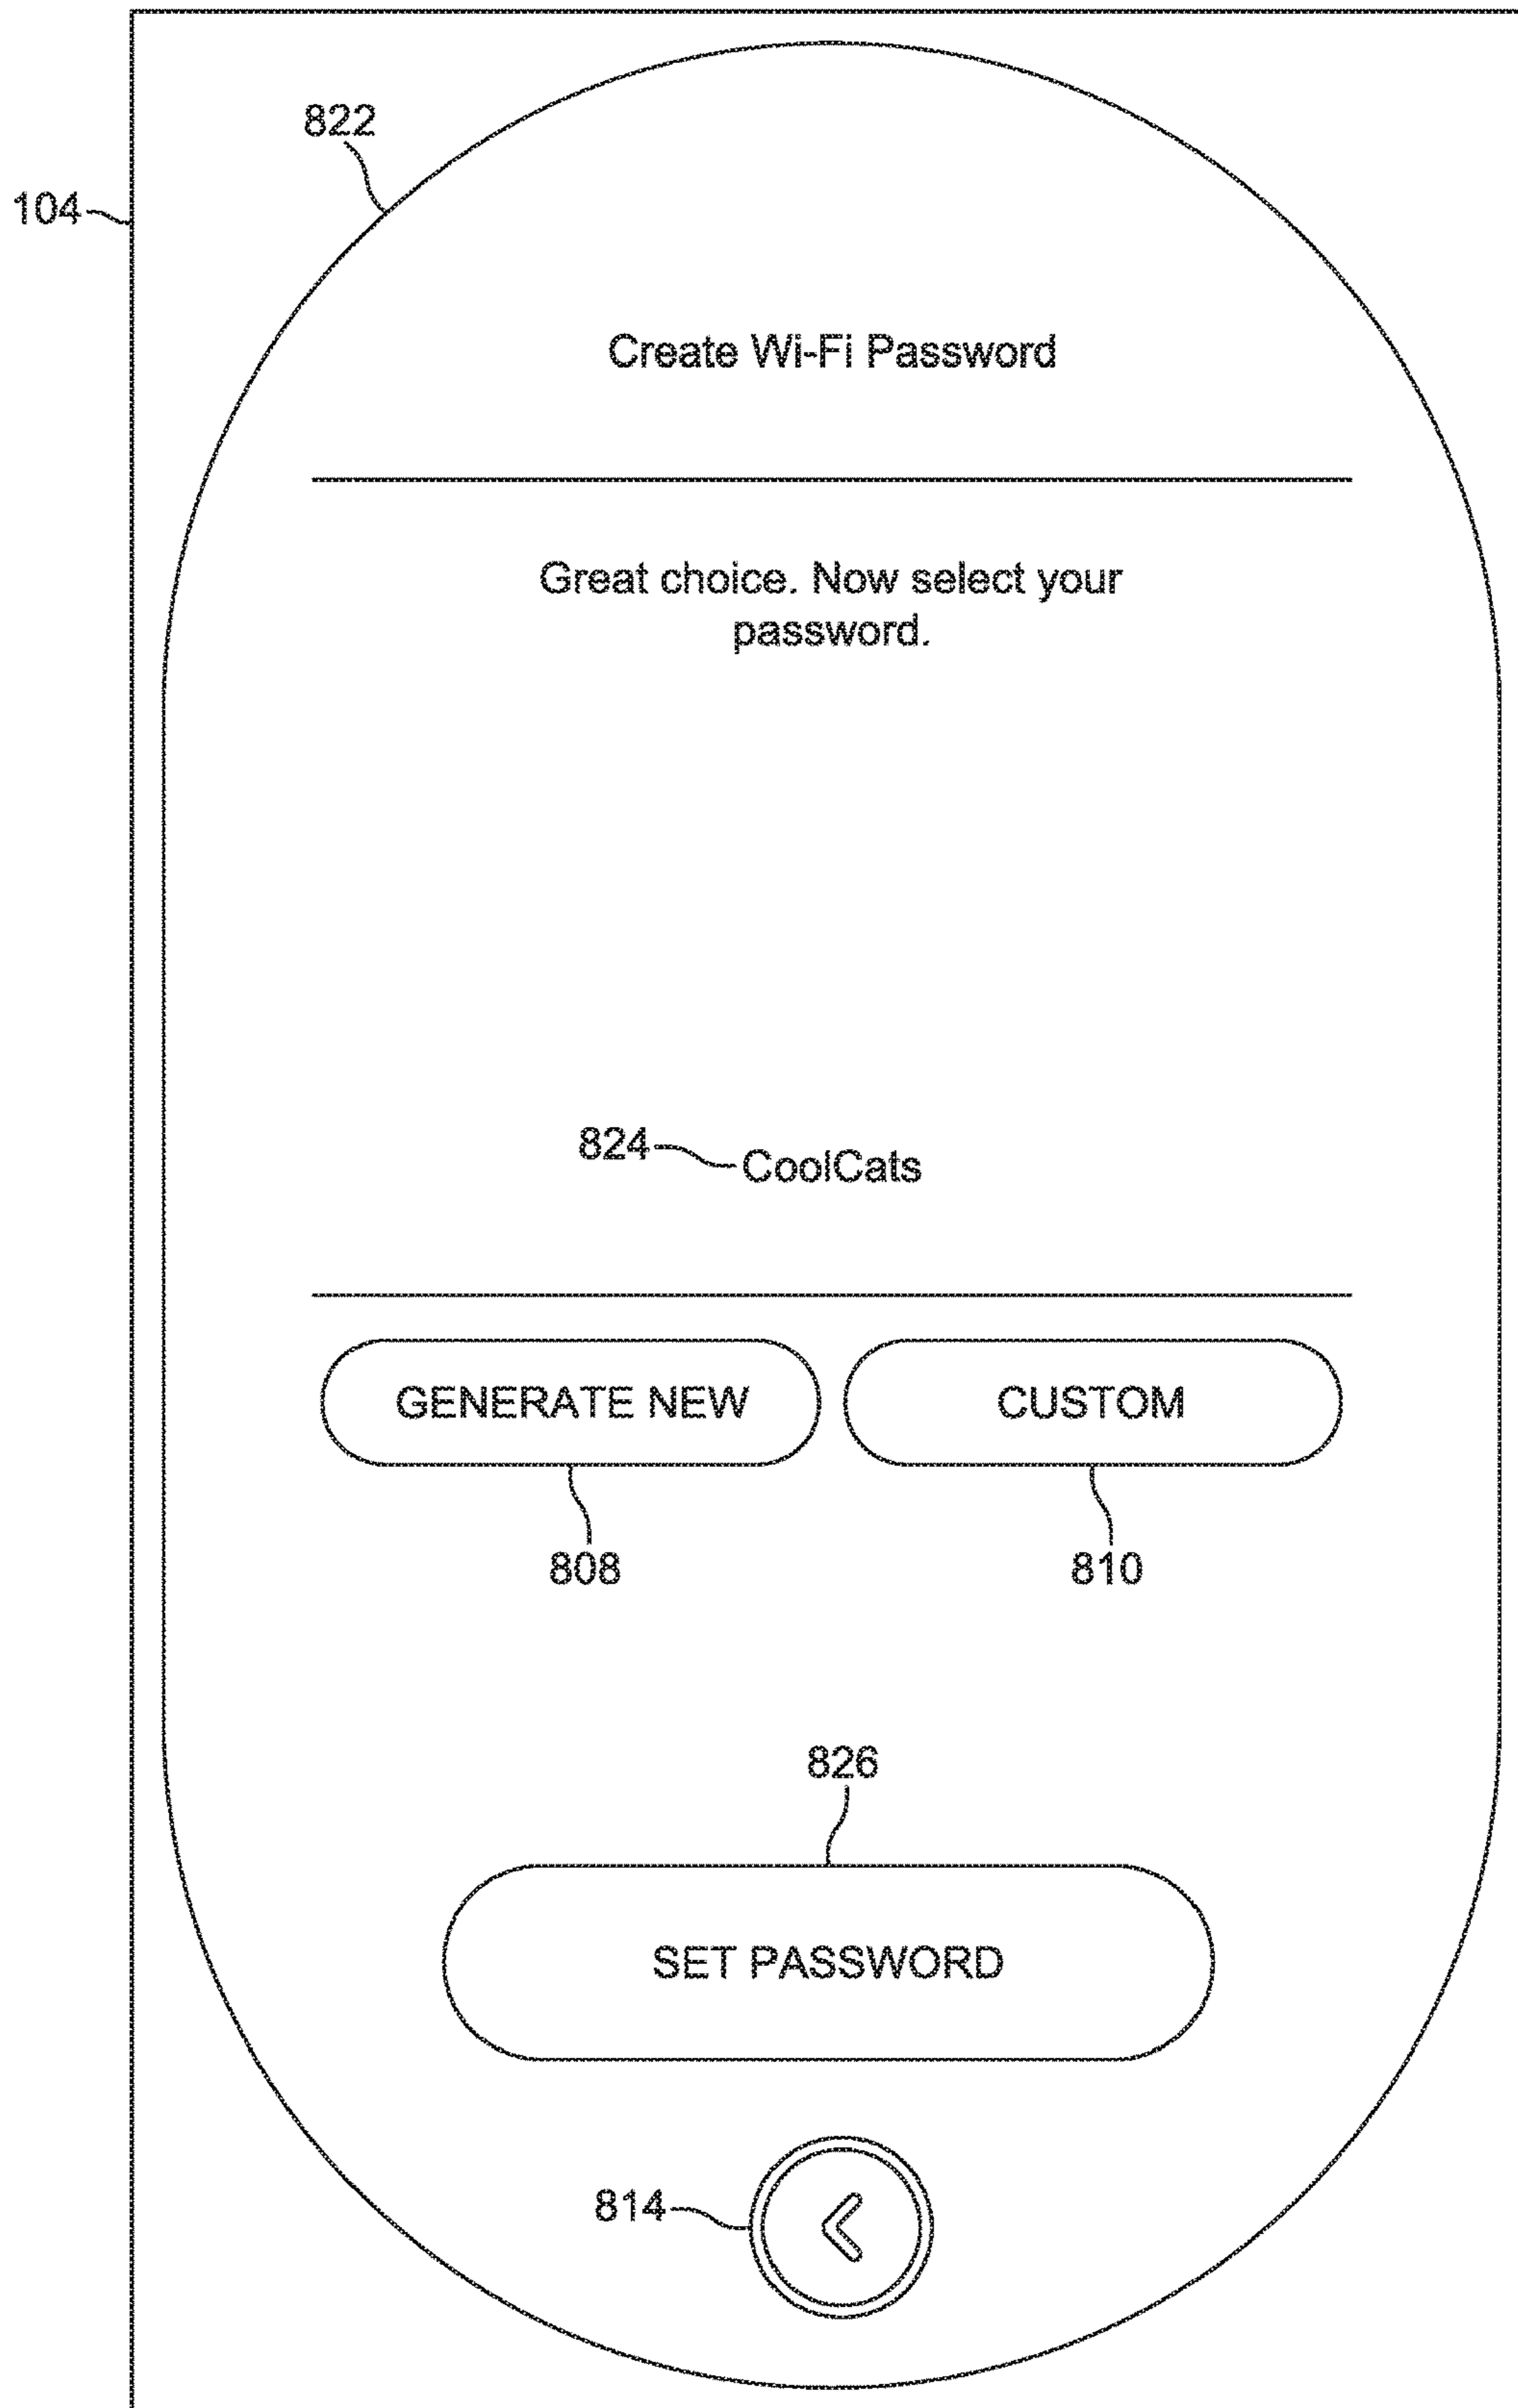 822
104
Create Wi-Fi Password
Great choice. Now select your
password.
824
CoolCats
GENERATE NEW
CUSTOM
808
810
826
SET PASSWORD
814